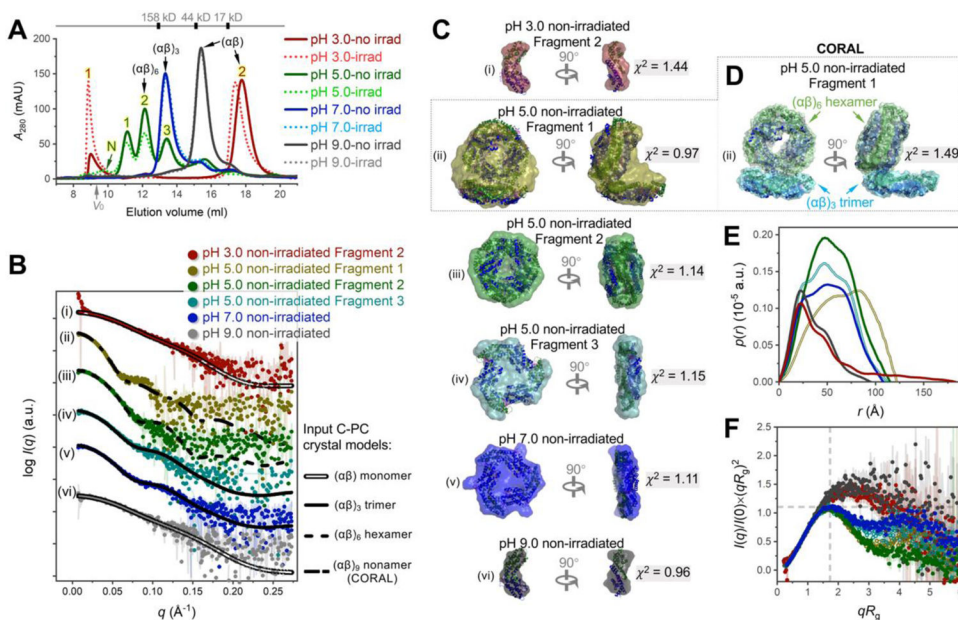 A
158 kD 44 kD 17 kD
A280 (mAU)
200
150
100
50
0
8 10 12 14 16 18 20
V0
Elution volume (ml)
1
N
1
2
3
2
(αβ)6
(αβ)3
(αβ)
pH 3.0-no irrad
pH 3.0-irrad
pH 5.0-no irrad
pH 5.0-irrad
pH 7.0-no irrad
pH 7.0-irrad
pH 9.0-no irrad
pH 9.0-irrad
B
pH 3.0 non-irradiated Fragment 2
pH 5.0 non-irradiated Fragment 1
pH 5.0 non-irradiated Fragment 2
pH 5.0 non-irradiated Fragment 3
pH 7.0 non-irradiated
pH 9.0 non-irradiated
(i)
(ii)
(iii)
(iv)
(v)
(vi)
log I(q) (a.u.)
0.00 0.05 0.10 0.15 0.20 0.25
q (Å-1)
Input C-PC
crystal models:
(αβ) monomer
(αβ)3 trimer
(αβ)6 hexamer
(αβ)9 nonamer
(CORAL)
C
pH 3.0 non-irradiated
Fragment 2
(i)
90°
χ2 = 1.44
pH 5.0 non-irradiated
Fragment 1
(ii)
90°
χ2 = 0.97
pH 5.0 non-irradiated
Fragment 2
(iii)
90°
χ2 = 1.14
pH 5.0 non-irradiated
Fragment 3
(iv)
90°
χ2 = 1.15
pH 7.0 non-irradiated
(v)
90°
χ2 = 1.11
pH 9.0 non-irradiated
(vi)
90°
χ2 = 0.96
CORAL
D
pH 5.0 non-irradiated
Fragment 1
(αβ)6 hexamer
(ii)
90°
χ2 = 1.49
(αβ)3 trimer
E
p(r) (10-5 a.u.)
0.20
0.15
0.10
0.05
0.00
0 50 100 150
r (Å)
F
I(q)/I(0)×(qRg)2
2.5
2.0
1.5
1.0
0.5
0.0
0 1 2 3 4 5
qRg